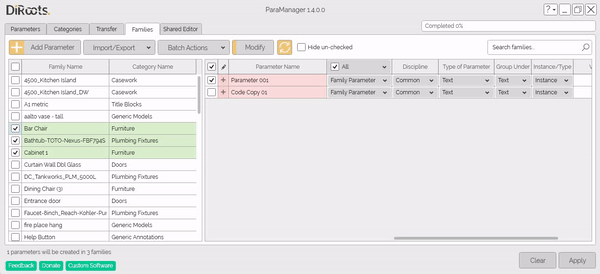 DiRoots.
ParaManager 1.4.0.0
Parameters Categories Transfer Families Shared Editor
Completed 0%
Add Parameter Import/Export Batch Actions Modify Hide un-checked Search families..
Family Name Category Name Parameter Name All Discipline Type of Parameter Group Under Instance/Type
4500_Kitchen Island Casework Parameter 001 Family Parameter Common Text Text Instance
4500_Kitchen Island_DW Casework Code Copy 01 Family Parameter Common Text Text Instance
A1 metric Title Blocks
aalto vase - tall Generic Models
Bar Chair Furniture
Bathtub-TOTO-Nexus-FBF794S Plumbing Fixtures
Cabinet 1 Furniture
Curtain Wall Dbl Glass Doors
DC_Tankworks_PLM_5000L Plumbing Fixtures
Dining Chair (3) Furniture
Entrance door Doors
Faucet-8inch_Reach-Kohler-Pu Plumbing Fixtures
fire place hang Generic Models
Help Button Generic Annotations
1 parameters will be created in 3 families
Feedback Donate Custom Software Clear Apply